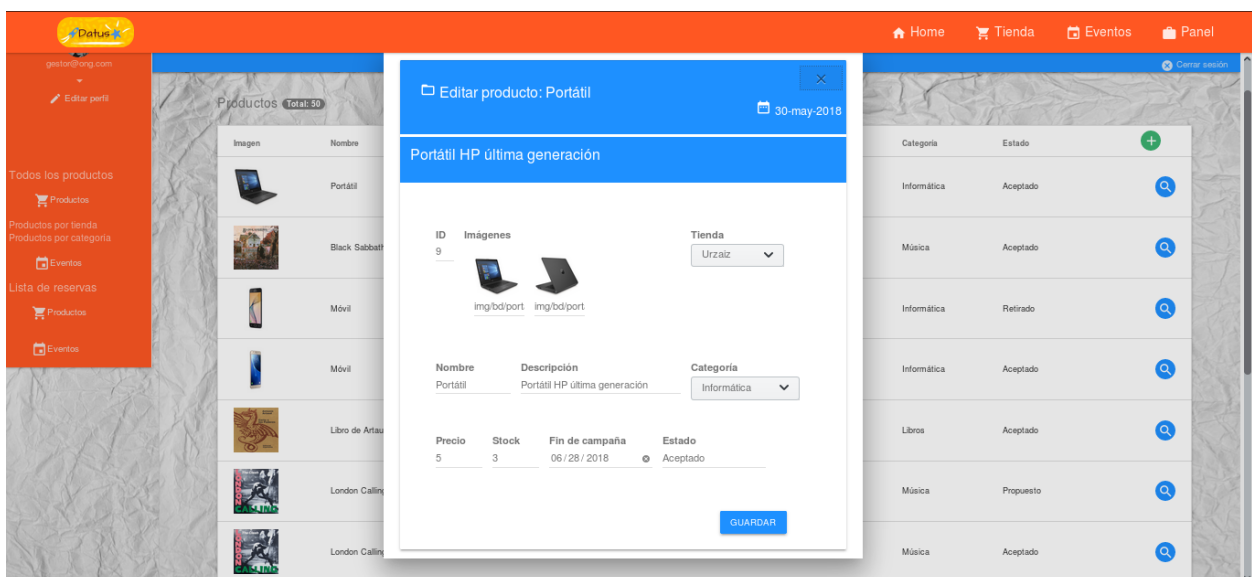 Datus
Home
Tienda
Eventos
Panel
gestor@ong.com
Cerrar sesión
Editar perfil
Todos los productos
Productos
Productos por tienda
Productos por categoria
Eventos
Lista de reservas
Productos
Eventos
Productos Total: 50
Imagen Nombre Categoría Estado
Portátil Informática Aceptado
Black Sabbath Música Aceptado
Móvil Informática Retirado
Móvil Informática Aceptado
Libro de Artau Libros Aceptado
London Calling Música Propuesto
London Calling Música Aceptado
Editar producto: Portátil
30-may-2018
Portátil HP última generación
ID Imágenes Tienda
9 Urzaiz
img/bd/port img/bd/port
Nombre Descripción Categoría
Portátil Portátil HP última generación Informática
Precio Stock Fin de campaña Estado
5 3 06/28/2018 Aceptado
GUARDAR